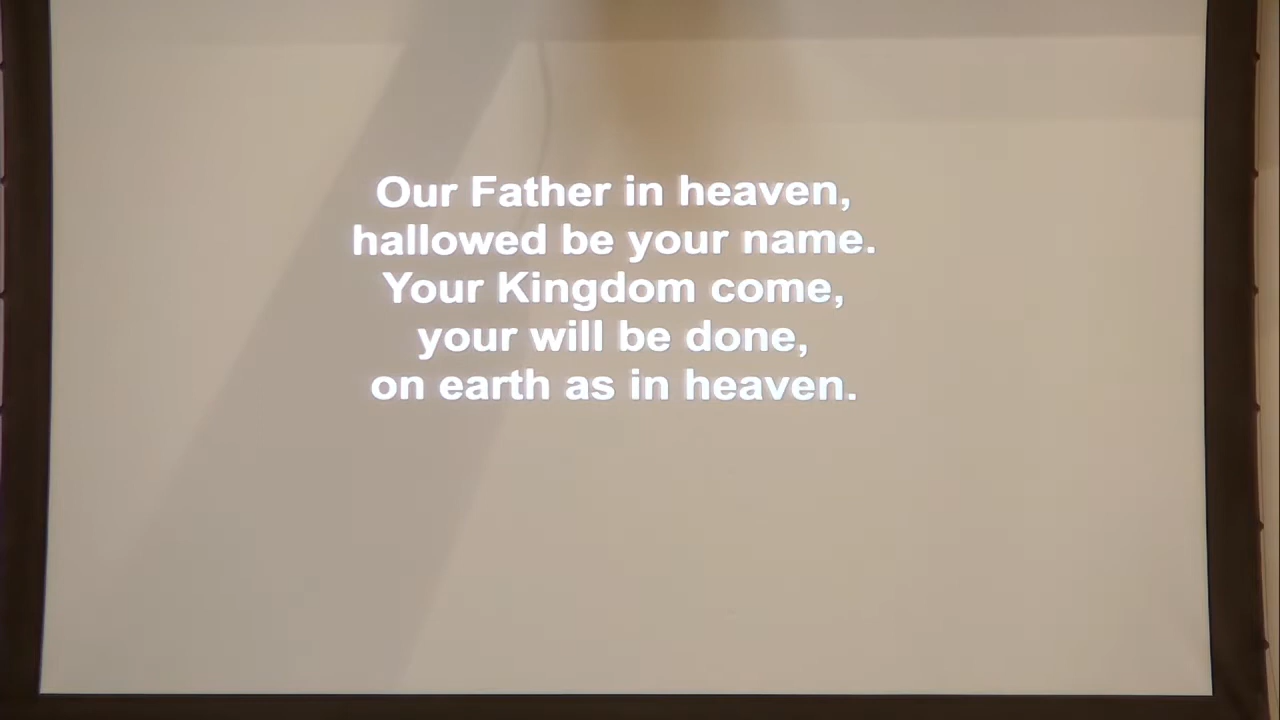 Our Father in heaven,
hallowed be your name.
Your Kingdom come,
your will be done,
on earth as in heaven.